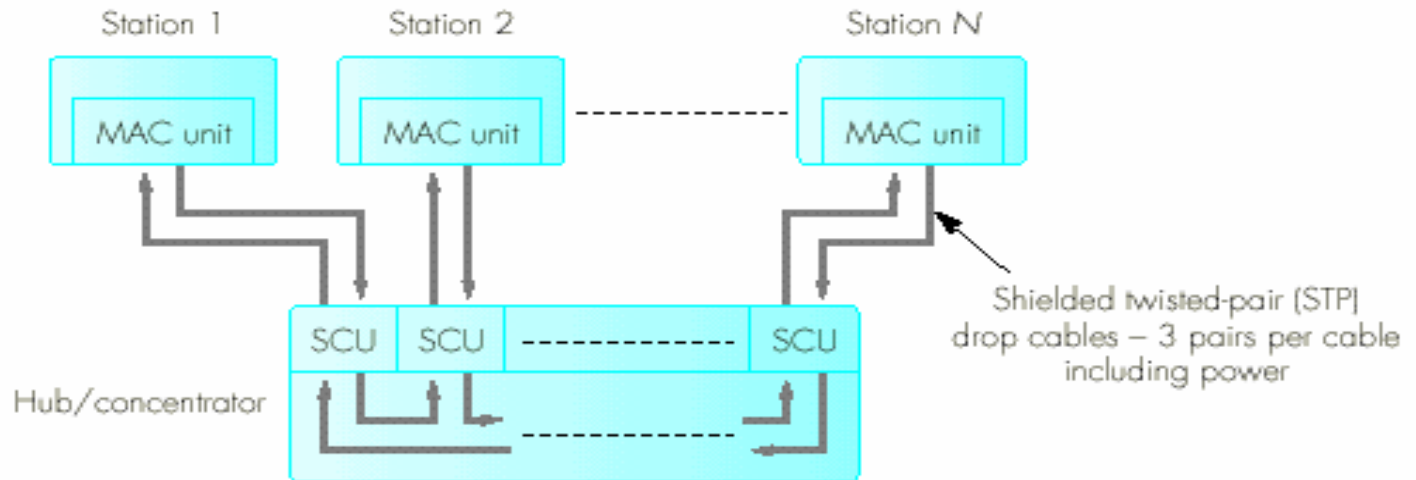 Station 1
Station 2
Station N
MAC unit
MAC unit
MAC unit
Shielded twisted-pair (STP)
drop cables – 3 pairs per cable
including power
SCU
SCU
SCU
Hub/concentrator